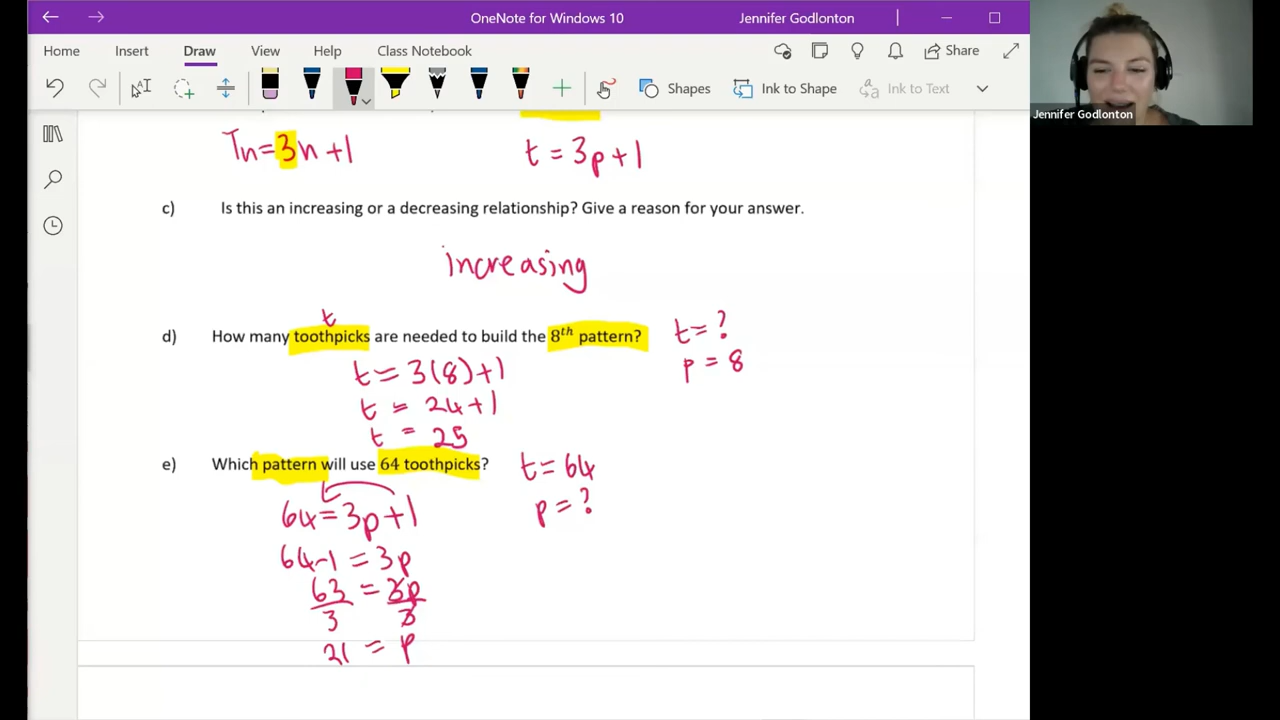 OneNote for Windows 10
Jennifer Godlonton
Home Insert Draw View Help Class Notebook Share
Shapes Ink to Shape Ink to Text
Jennifer Godlonton
Tn=3n+1 t=3p+1
c) Is this an increasing or a decreasing relationship? Give a reason for your answer.
increasing
t
d) How many toothpicks are needed to build the 8th pattern? t=?
p=8
t=3(8)+1
t=24+1
t=25
e) Which pattern will use 64 toothpicks? t=64
p=?
64=3p+1
64-1=3p
63=3p
3 3
21=p